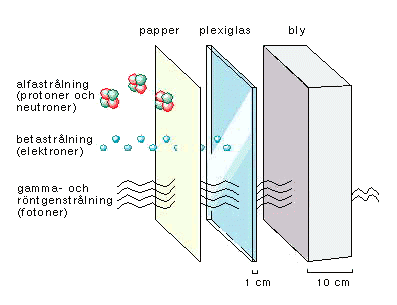 papper plexiglas bly
alfastrålning
(protoner och
neutroner)
betastrålning
(elektroner)
gamma- och
röntgenstrålning
(fotoner)
1 cm 10 cm